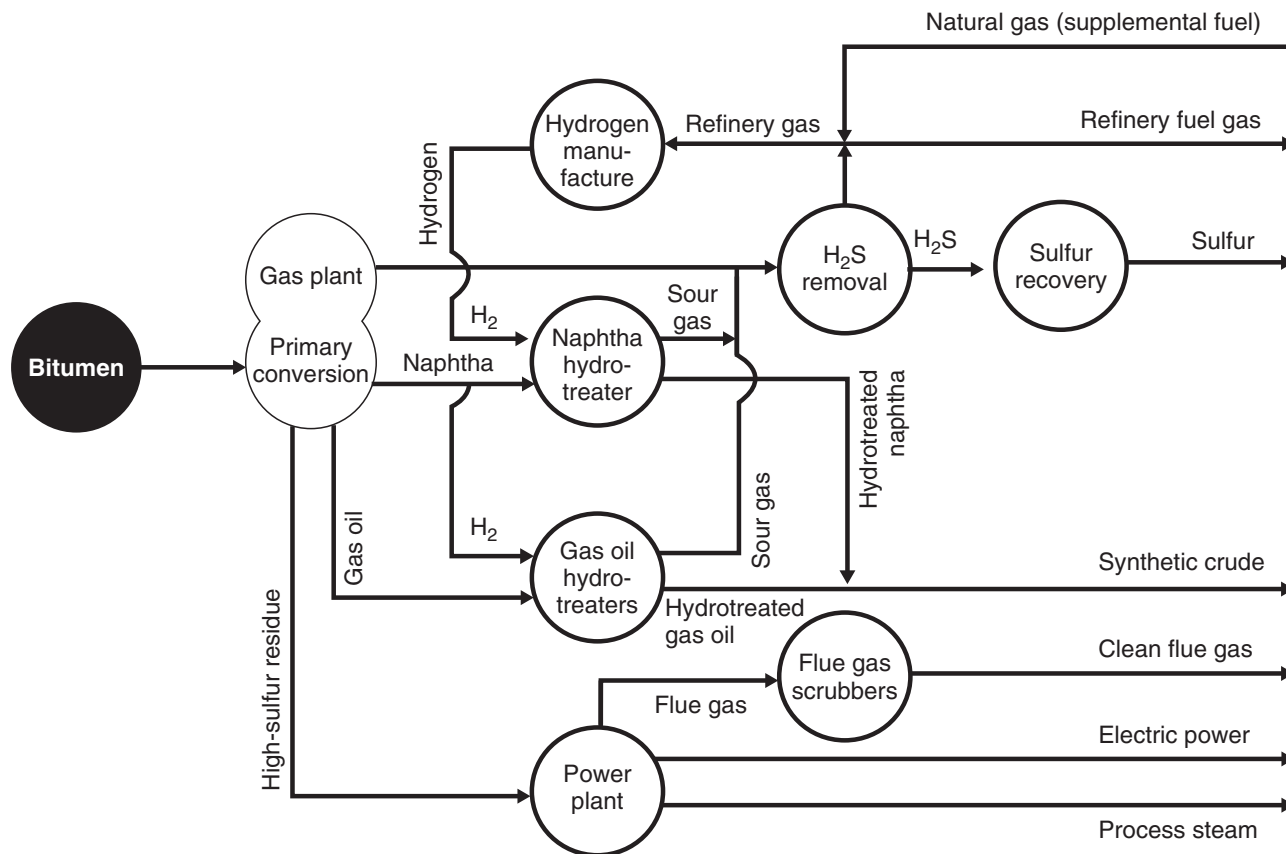 Natural gas (supplemental fuel)
Hydrogen
manu-
facture
Refinery gas
Refinery fuel gas
Hydrogen
Gas plant
H₂S
removal
H₂S
Sulfur
recovery
Sulfur
Bitumen
Primary
conversion
H₂
Naphtha
Naphtha
hydro-
treater
Sour
gas
Hydrotreated
naphtha
Gas oil
H₂
Gas oil
hydro-
treaters
Sour gas
Hydrotreated
gas oil
Synthetic crude
High-sulfur residue
Flue gas
Flue gas
scrubbers
Clean flue gas
Power
plant
Electric power
Process steam